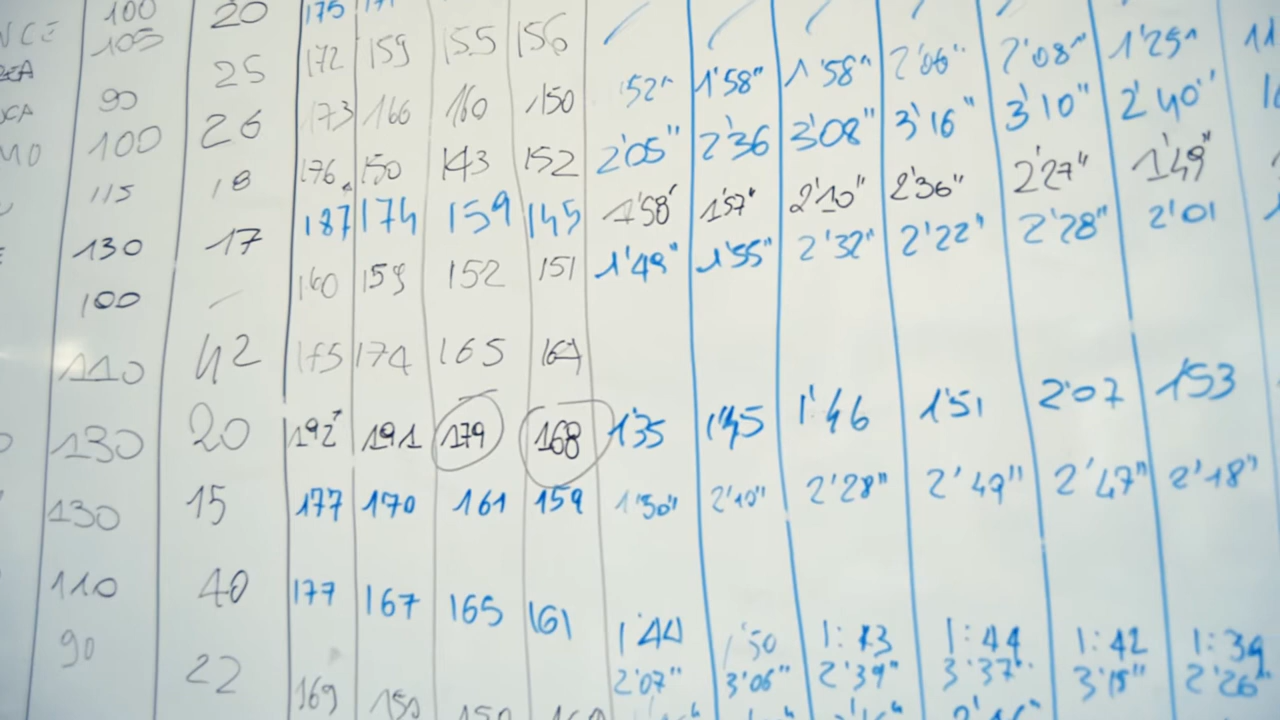 100 20 175
NCE 105 172 159 155 156
25 1'52" 1'58" 1'58" 2'06" 2'08" 1'25"
90 173 166 160 150
MO 100 26 2'05" 2'36 3'08" 3'16" 3'10" 2'40"
115 18 176 150 143 152 1'58" 1'57" 2'10" 2'36" 2'27" 1'49"
130 17 187 174 159 145 1'49" 1'55" 2'32" 2'22" 2'28" 2'01
100 - 160 159 152 151
110 42 175 174 165 164
130 20 192 191 179 168 1'35 1'45 1'46 1'51 2'07 153
130 15 177 170 161 159 1'50" 2'10" 2'28" 2'49" 2'47" 2'18"
110 40 177 167 165 161 1'44 1'50 1:43 1:44 1:42 1:39
90 22 169 150 2'07" 3'06" 2'39" 3'37" 3'15" 2'26"